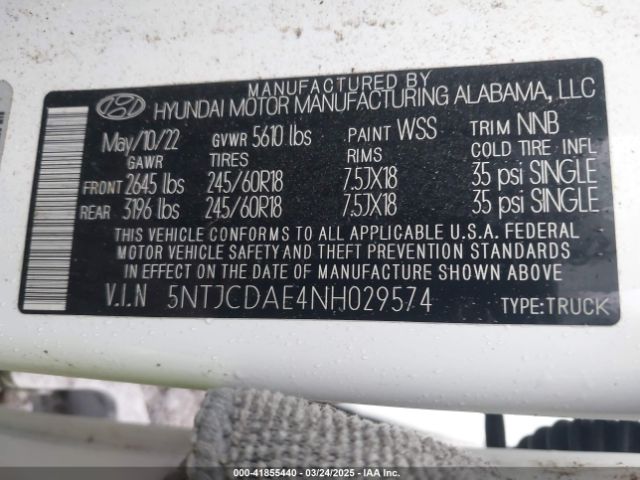 MANUFACTURED BY
HYUNDAI MOTOR MANUFACTURING ALABAMA, LLC
May/10/22 GVWR 5610 lbs PAINT WSS TRIM NNB
GAWR TIRES RIMS COLD TIRE INFL
FRONT 2645 lbs 245/60R18 7.5JX18 35 psi SINGLE
REAR 3196 lbs 245/60R18 7.5JX18 35 psi SINGLE
THIS VEHICLE CONFORMS TO ALL APPLICABLE U.S.A. FEDERAL
MOTOR VEHICLE SAFETY AND THEFT PREVENTION STANDARDS
IN EFFECT ON THE DATE OF MANUFACTURE SHOWN ABOVE
V.I.N 5NTJCDAE4NH029574 TYPE:TRUCK
000-41855440 - 03/24/2025 - IAA Inc.